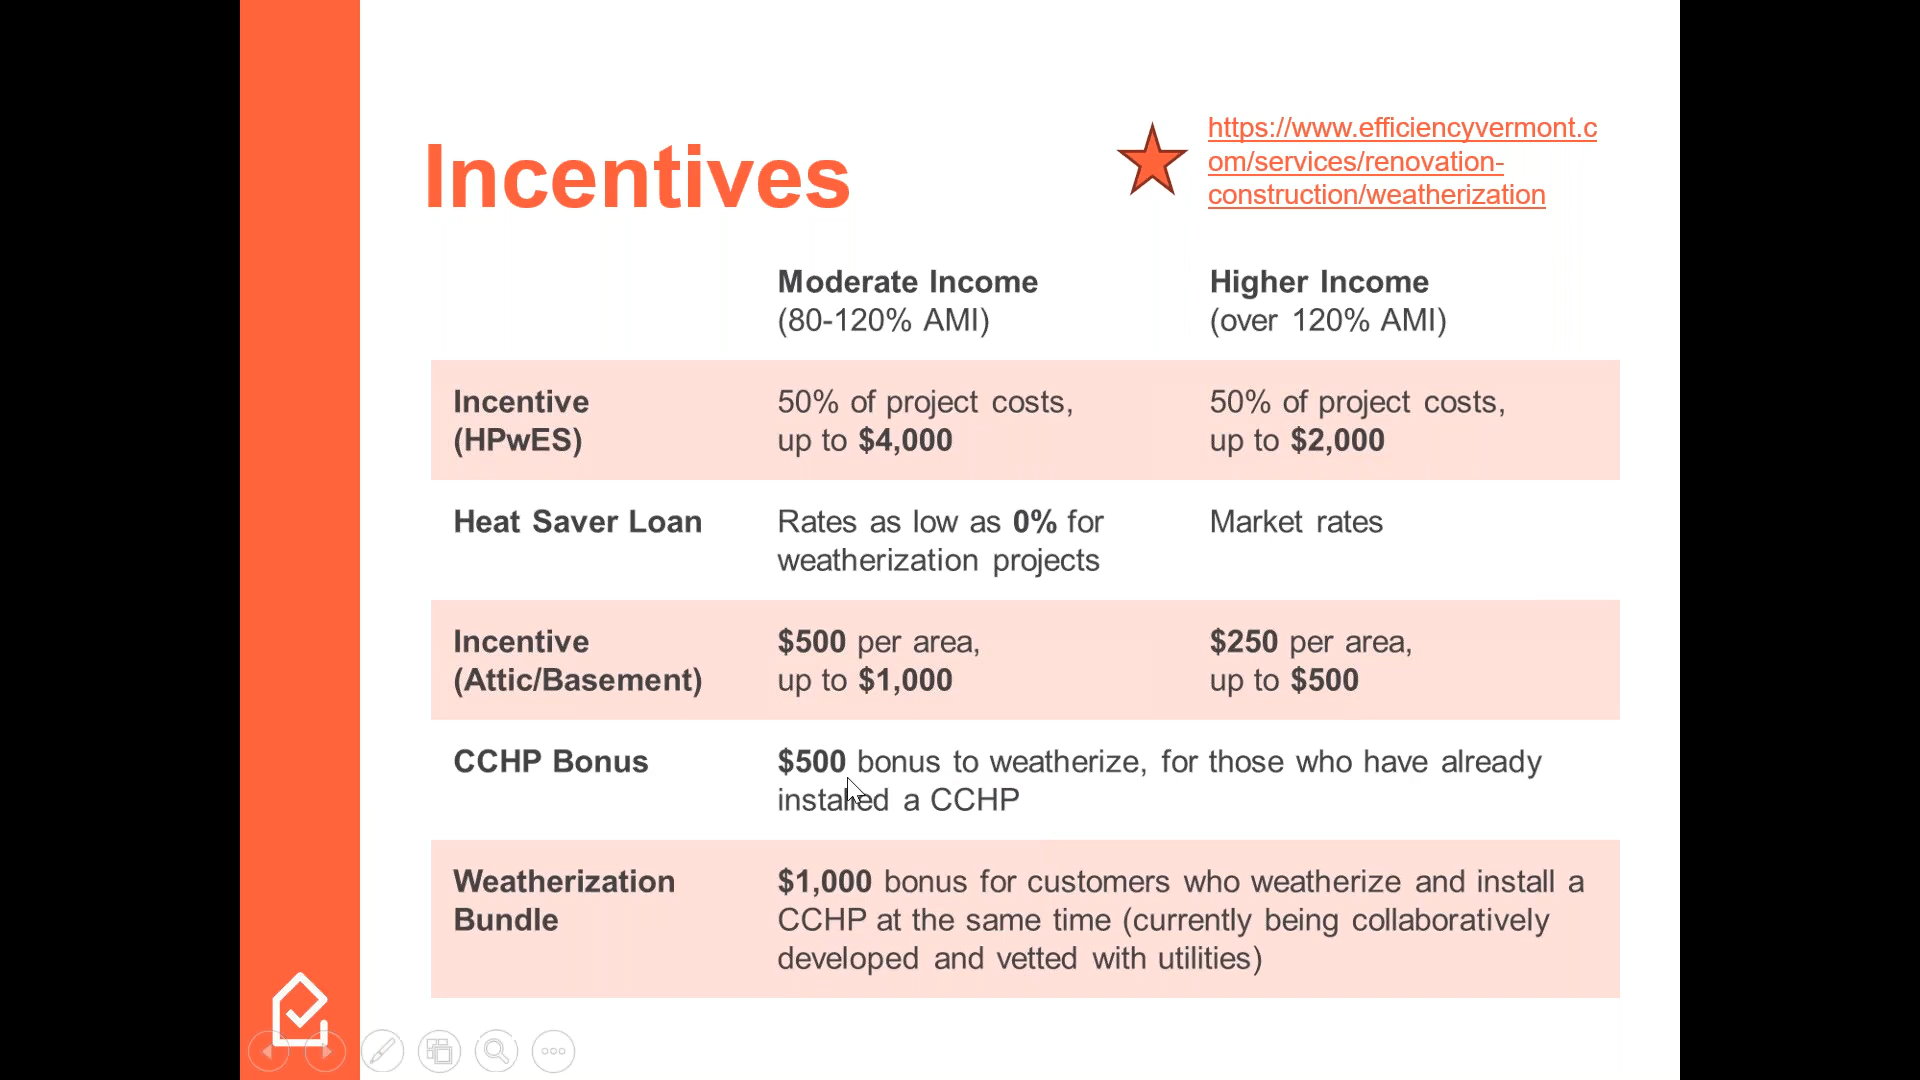 Incentives
https://www.efficiencyvermont.c
om/services/renovation-
construction/weatherization
Moderate Income
(80-120% AMI)
Higher Income
(over 120% AMI)
Incentive
(HPwES)
50% of project costs,
up to $4,000
50% of project costs,
up to $2,000
Heat Saver Loan
Rates as low as 0% for
weatherization projects
Market rates
Incentive
(Attic/Basement)
$500 per area,
up to $1,000
$250 per area,
up to $500
CCHP Bonus
$500 bonus to weatherize, for those who have already
installed a CCHP
Weatherization
Bundle
$1,000 bonus for customers who weatherize and install a
CCHP at the same time (currently being collaboratively
developed and vetted with utilities)